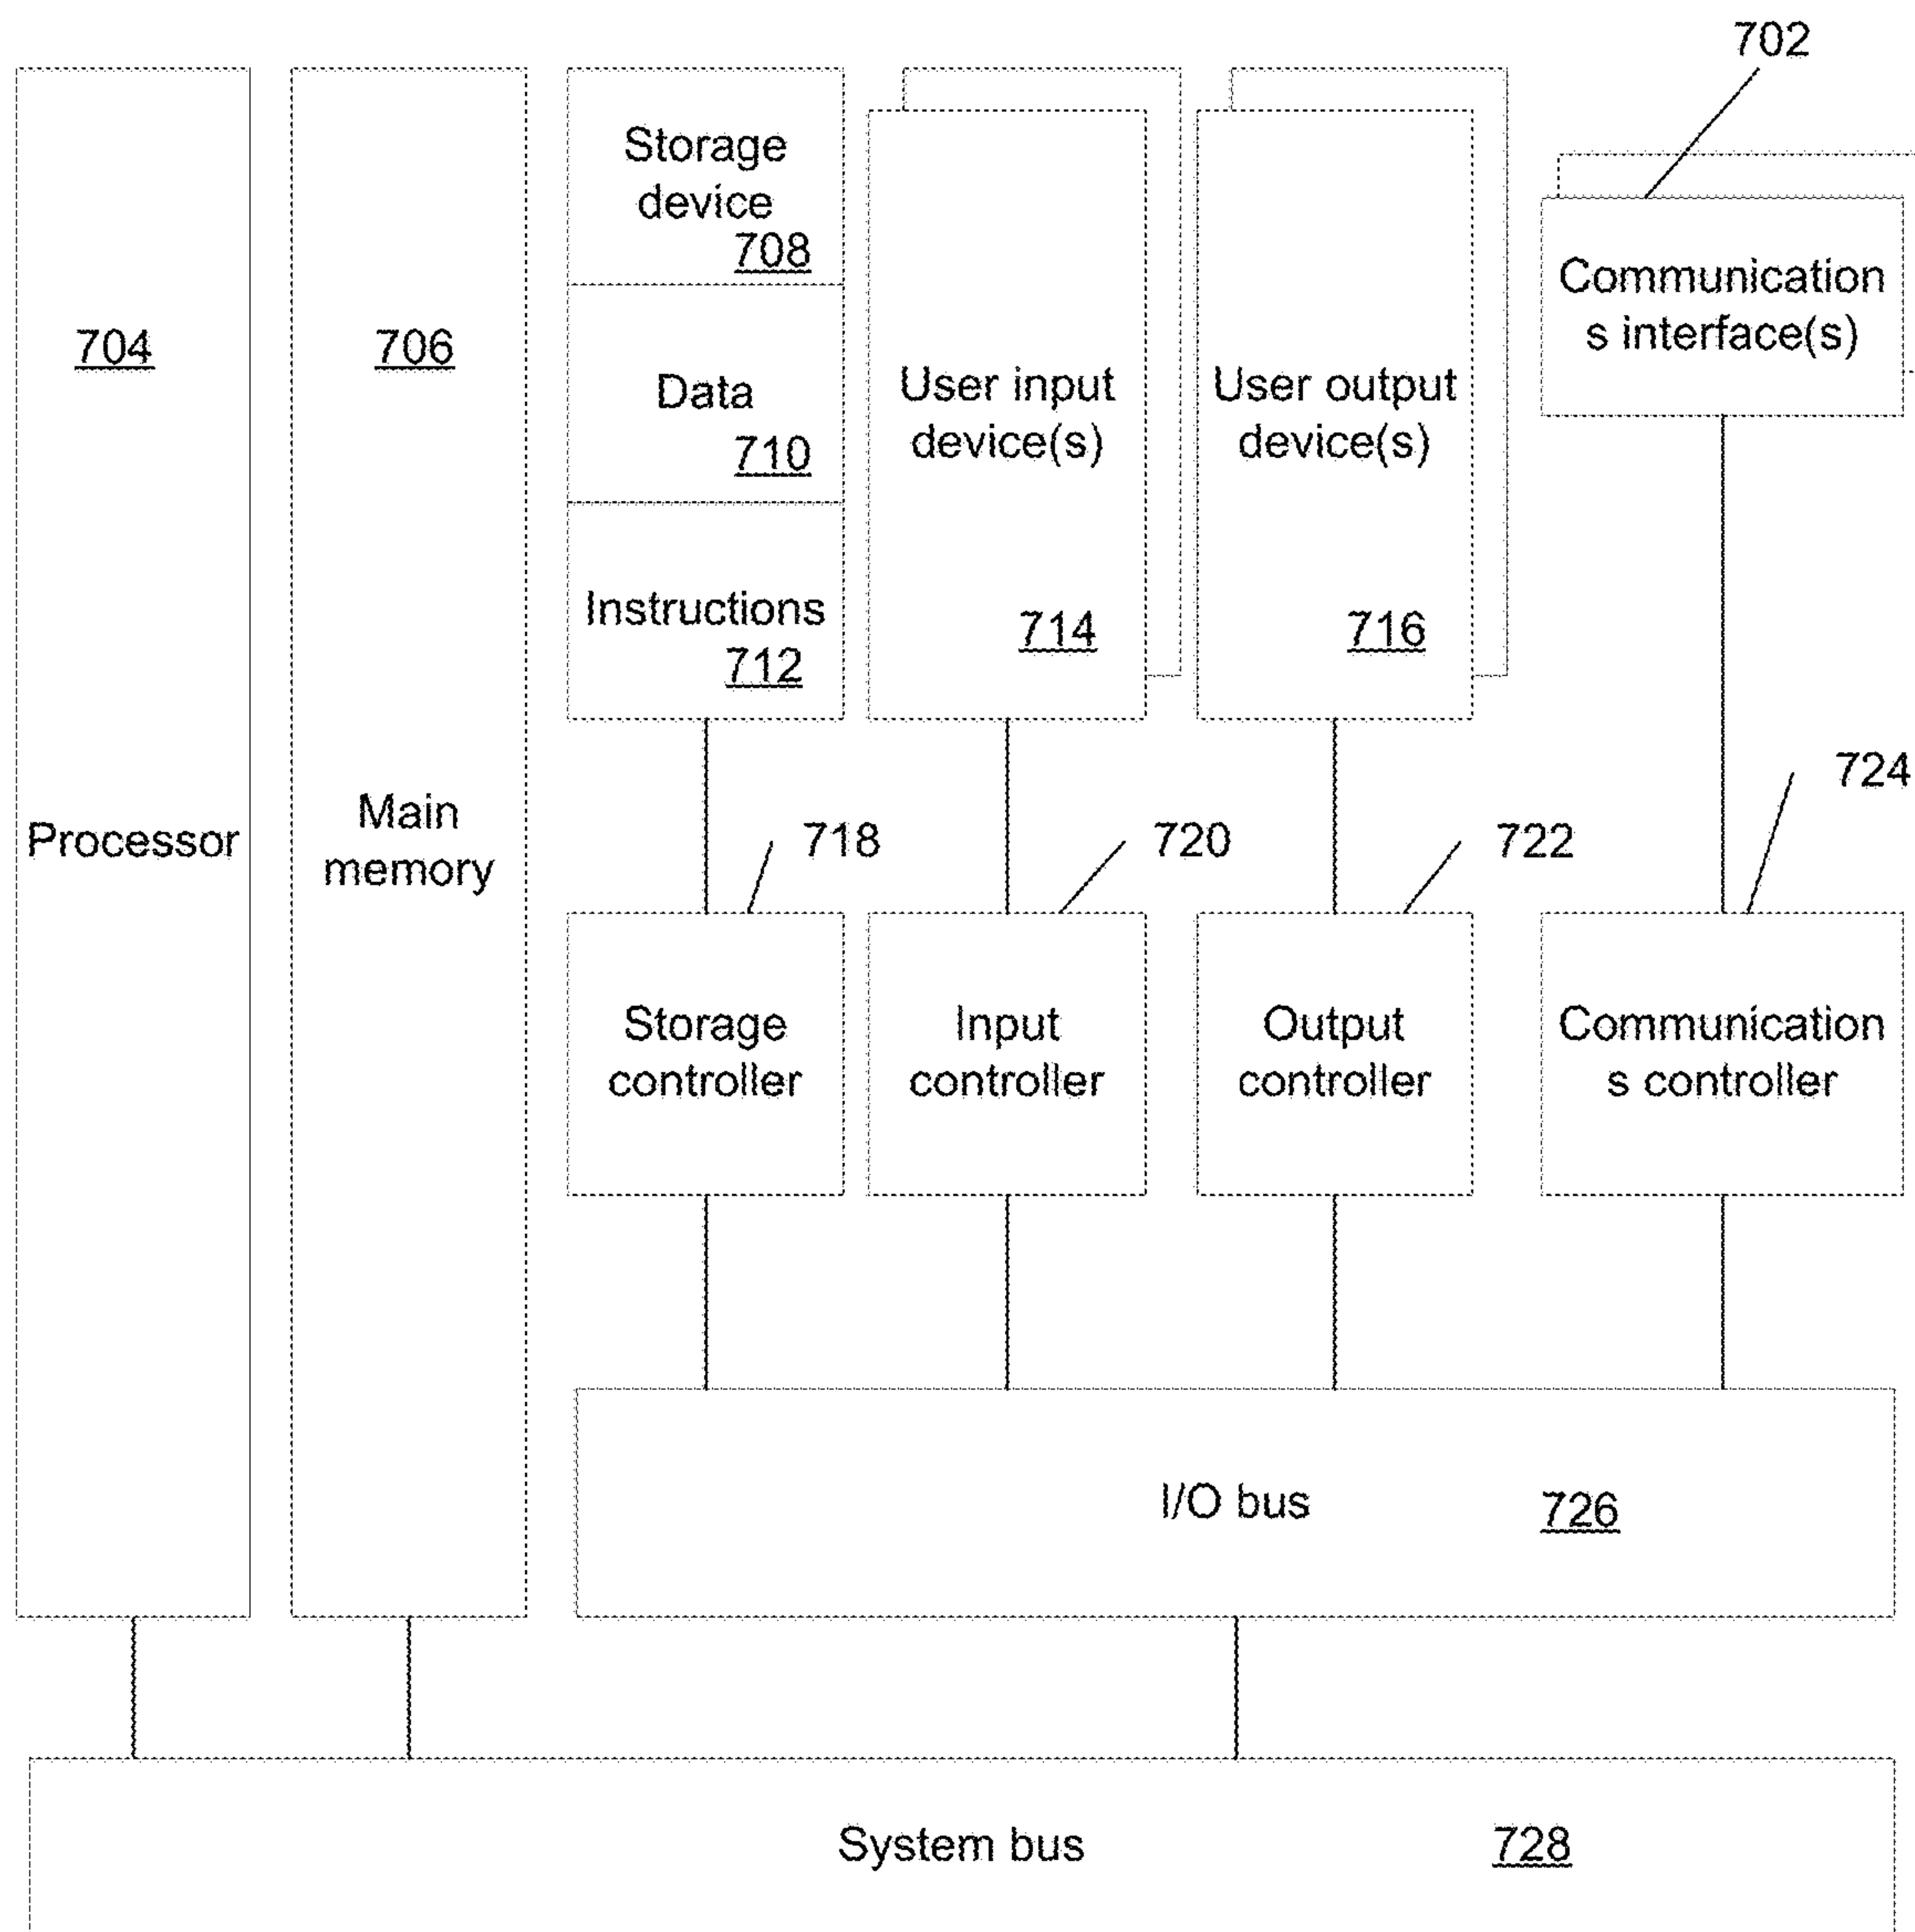 702
704
Processor
706
Main
memory
Storage
device
708
Data
710
Instructions
712
User input
device(s)
714
User output
device(s)
716
Communication
s interface(s)
718
720
722
724
Storage
controller
Input
controller
Output
controller
Communication
s controller
I/O bus
726
System bus
728